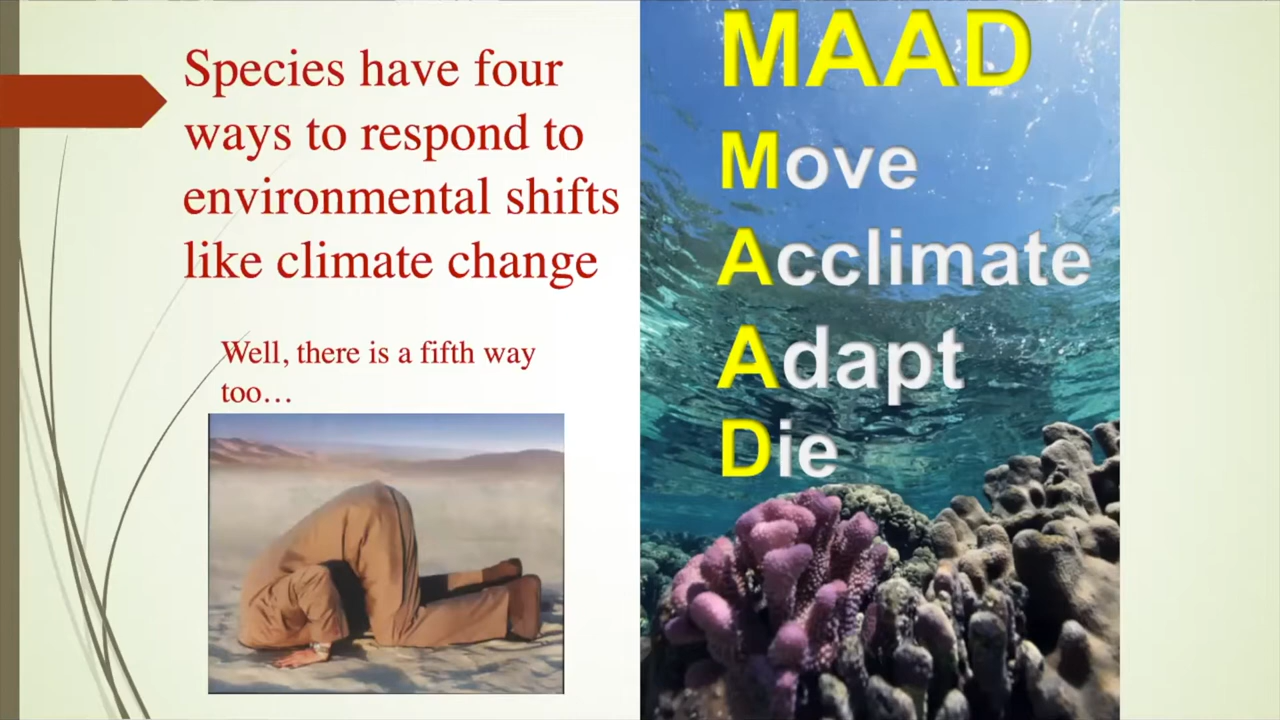 Species have four
ways to respond to
environmental shifts
like climate change
Well, there is a fifth way
too…
MAAD
Move
Acclimate
Adapt
Die